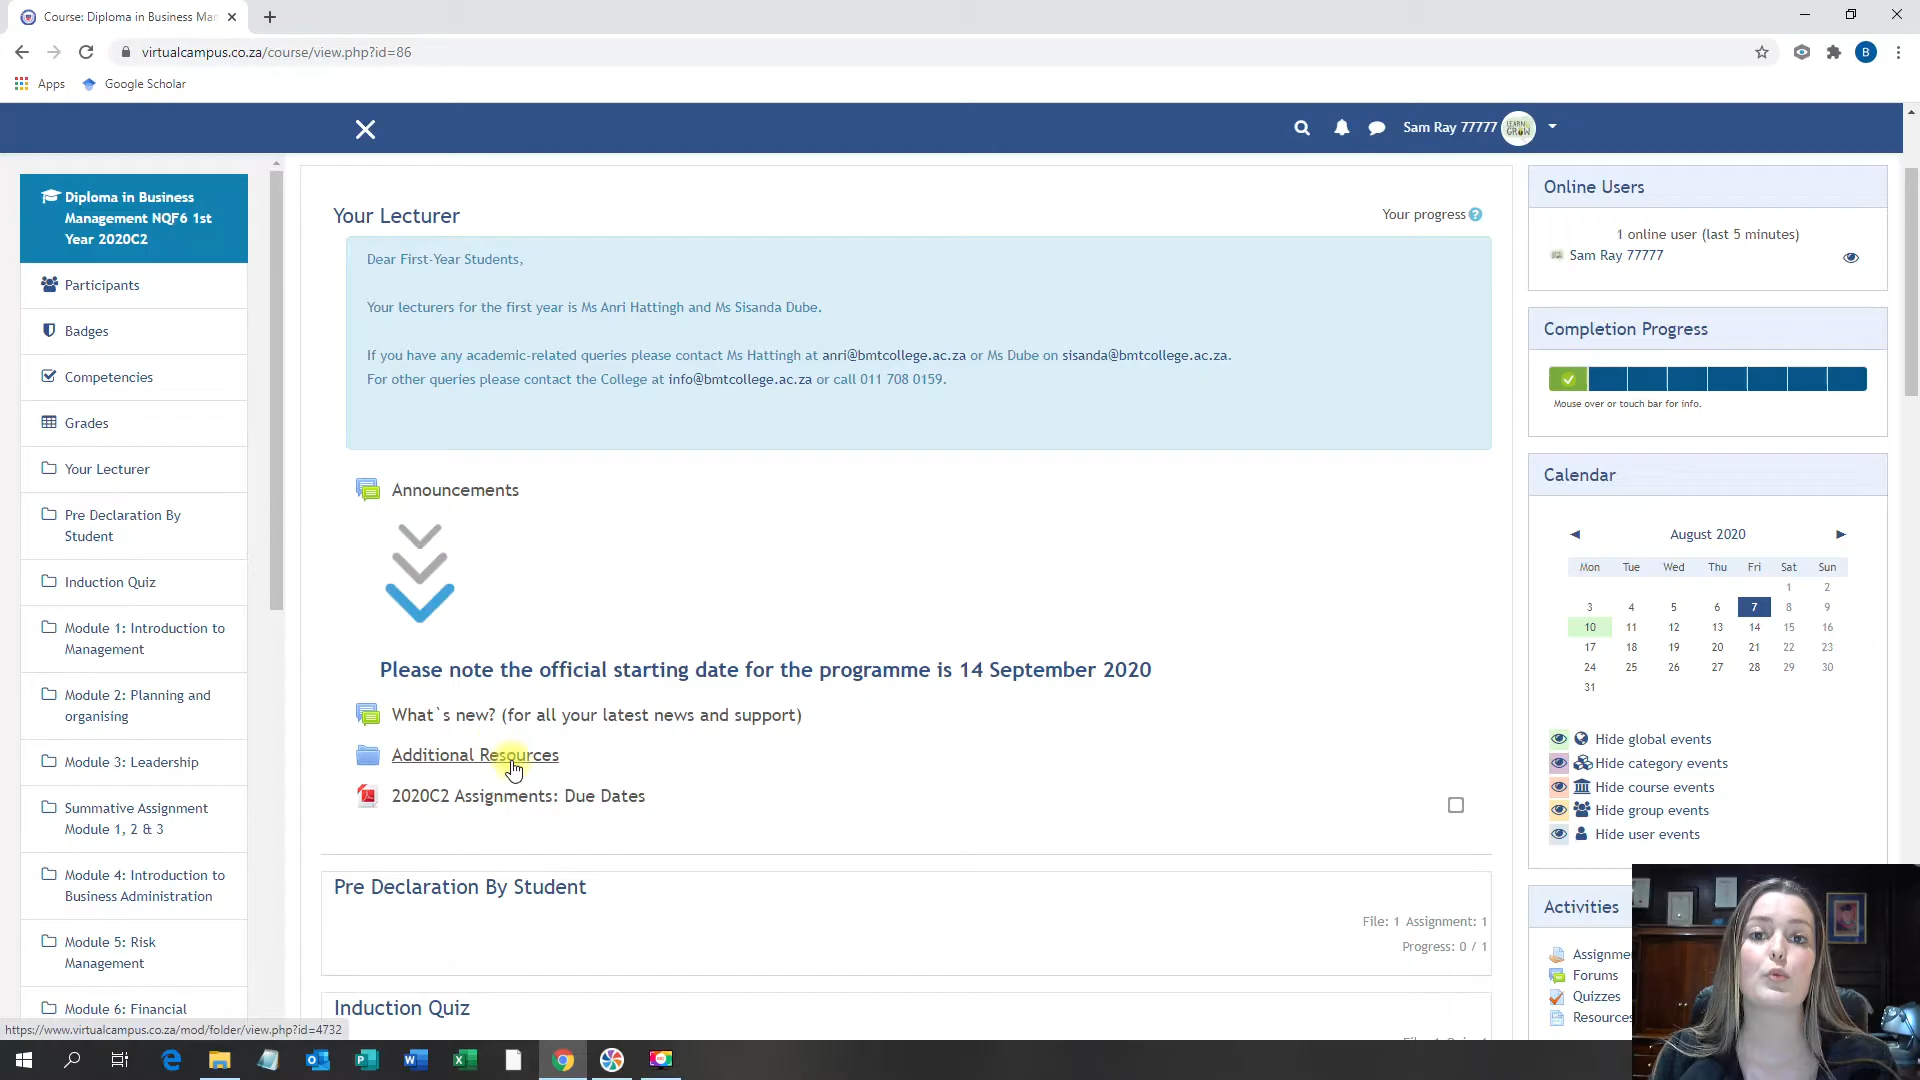 Course: Diploma in Business Mar
virtualcampus.co.za/course/view.php?id=86
B
Apps
Google Scholar
Sam Ray 77777
LEARN GROW
Diploma in Business
Management NQF6 1st
Year 2020C2
Participants
Badges
Competencies
Grades
Your Lecturer
Pre Declaration By
Student
Induction Quiz
Module 1: Introduction to
Management
Module 2: Planning and
organising
Module 3: Leadership
Summative Assignment
Module 1, 2 & 3
Module 4: Introduction to
Business Administration
Module 5: Risk
Management
Module 6: Financial
https://www.virtualcampus.co.za/mod/folder/view.php?id=4732
Your Lecturer
Your progress
Dear First-Year Students,
Your lecturers for the first year is Ms Anri Hattingh and Ms Sisanda Dube.
If you have any academic-related queries please contact Ms Hattingh at anri@bmtcollege.ac.za or Ms Dube on sisanda@bmtcollege.ac.za.
For other queries please contact the College at info@bmtcollege.ac.za or call 011 708 0159.
Announcements
Please note the official starting date for the programme is 14 September 2020
What`s new? (for all your latest news and support)
Additional Resources
2020C2 Assignments: Due Dates
Pre Declaration By Student
File: 1 Assignment: 1
Progress: 0 / 1
Induction Quiz
Online Users
1 online user (last 5 minutes)
Sam Ray 77777
Completion Progress
Mouse over or touch bar for info.
Calendar
◄ August 2020 ►
Mon Tue Wed Thu Fri Sat Sun
1 2
3 4 5 6 7 8 9
10 11 12 13 14 15 16
17 18 19 20 21 22 23
24 25 26 27 28 29 30
31
Hide global events
Hide category events
Hide course events
Hide group events
Hide user events
Activities
Assignme
Forums
Quizzes
Resources